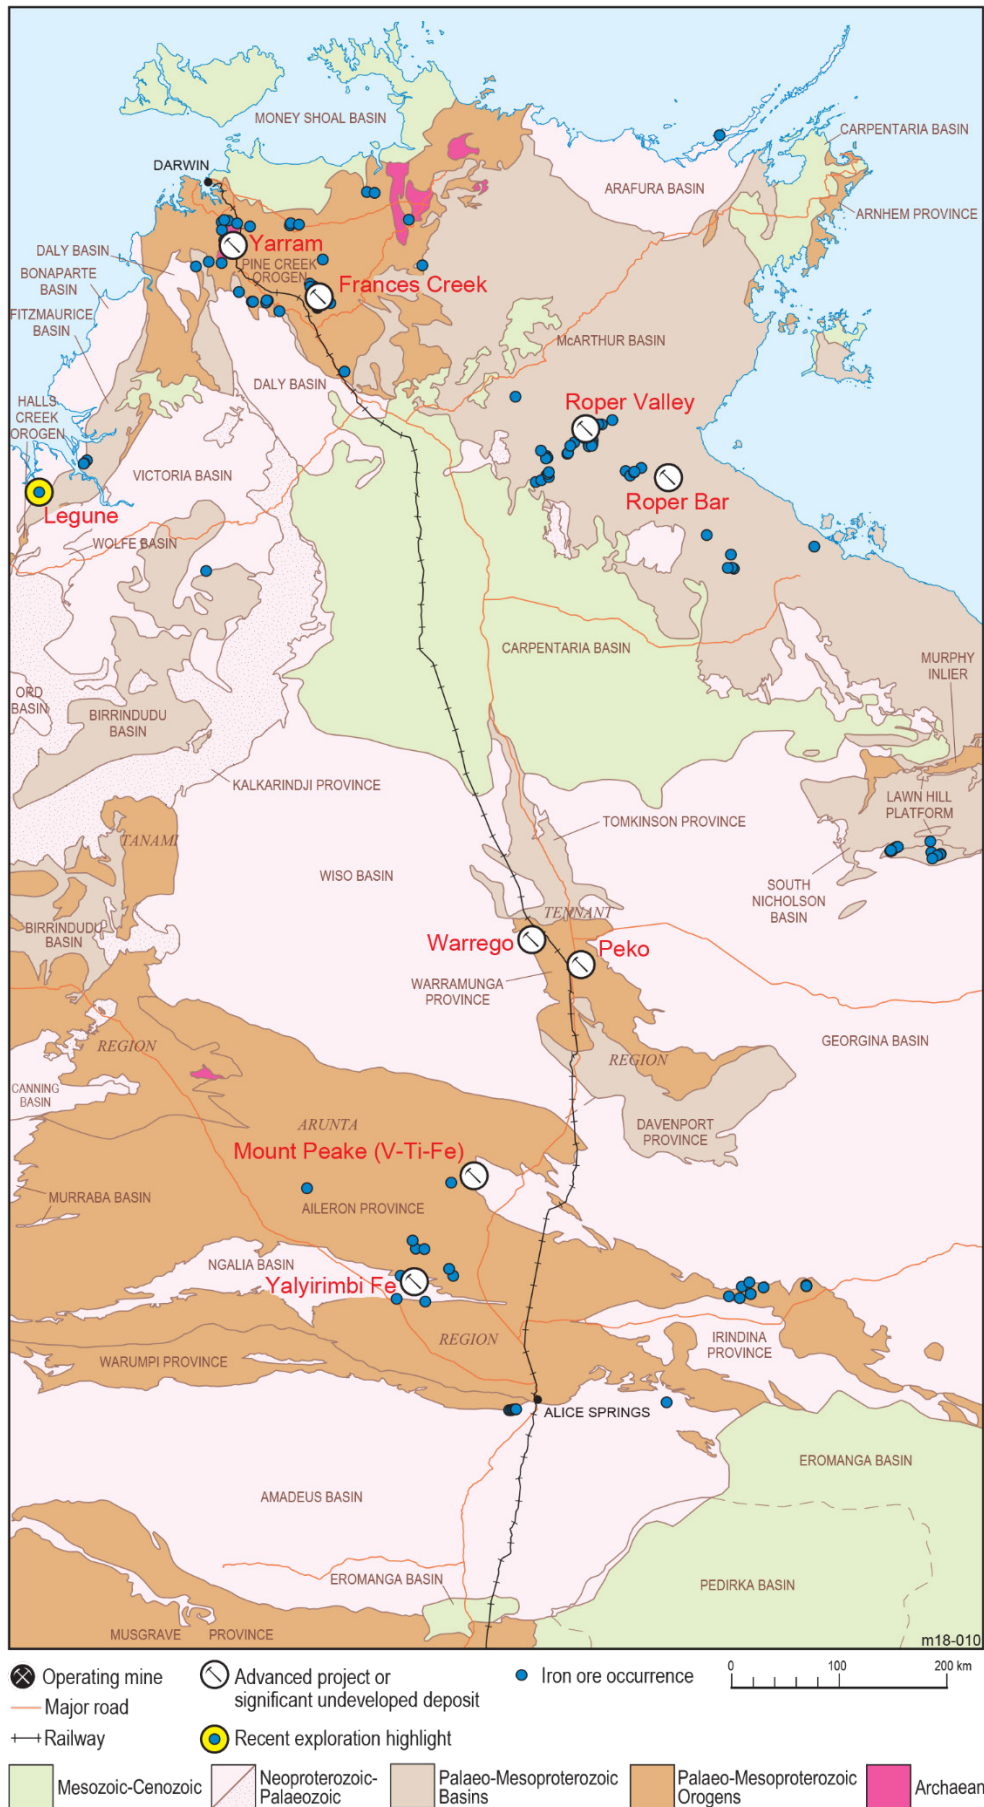 MONEY SHOAL BASIN
CARPENTARIA BASIN
DARWIN
ARAFURA BASIN
ARNHEM PROVINCE
Yarram
DALY BASIN
PINE CREEK
OROGEN
BONAPARTE
BASIN
Frances Creek
FITZMAURICE
BASIN
McARTHUR BASIN
DALY BASIN
HALLS
CREEK
OROGEN
Roper Valley
VICTORIA BASIN
Roper Bar
Legune
WOLFE BASIN
CARPENTARIA BASIN
MURPHY
INLIER
ORD
BASIN
BIRRINDUDU
BASIN
KALKARINDJI PROVINCE
LAWN HILL
PLATFORM
TOMKINSON PROVINCE
TANAMI
WISO BASIN
SOUTH
NICHOLSON
BASIN
TENNANT
BIRRINDUDU
BASIN
Warrego
Peko
WARRAMUNGA
PROVINCE
GEORGINA BASIN
REGION
REGION
CANNING
BASIN
ARUNTA
DAVENPORT
PROVINCE
Mount Peake (V-Ti-Fe)
MURRABA BASIN
AILERON PROVINCE
NGALIA BASIN
Yalyirimbi Fe
REGION
IRINDINA
PROVINCE
WARUMPI PROVINCE
ALICE SPRINGS
EROMANGA BASIN
AMADEUS BASIN
EROMANGA BASIN
PEDIRKA BASIN
MUSGRAVE PROVINCE
m18-010
Operating mine
Advanced project or
significant undeveloped deposit
Iron ore occurrence
0 100 200 km
Major road
Railway
Recent exploration highlight
Mesozoic-Cenozoic
Neoproterozoic-
Palaeozoic
Palaeo-Mesoproterozoic
Basins
Palaeo-Mesoproterozoic
Orogens
Archaean